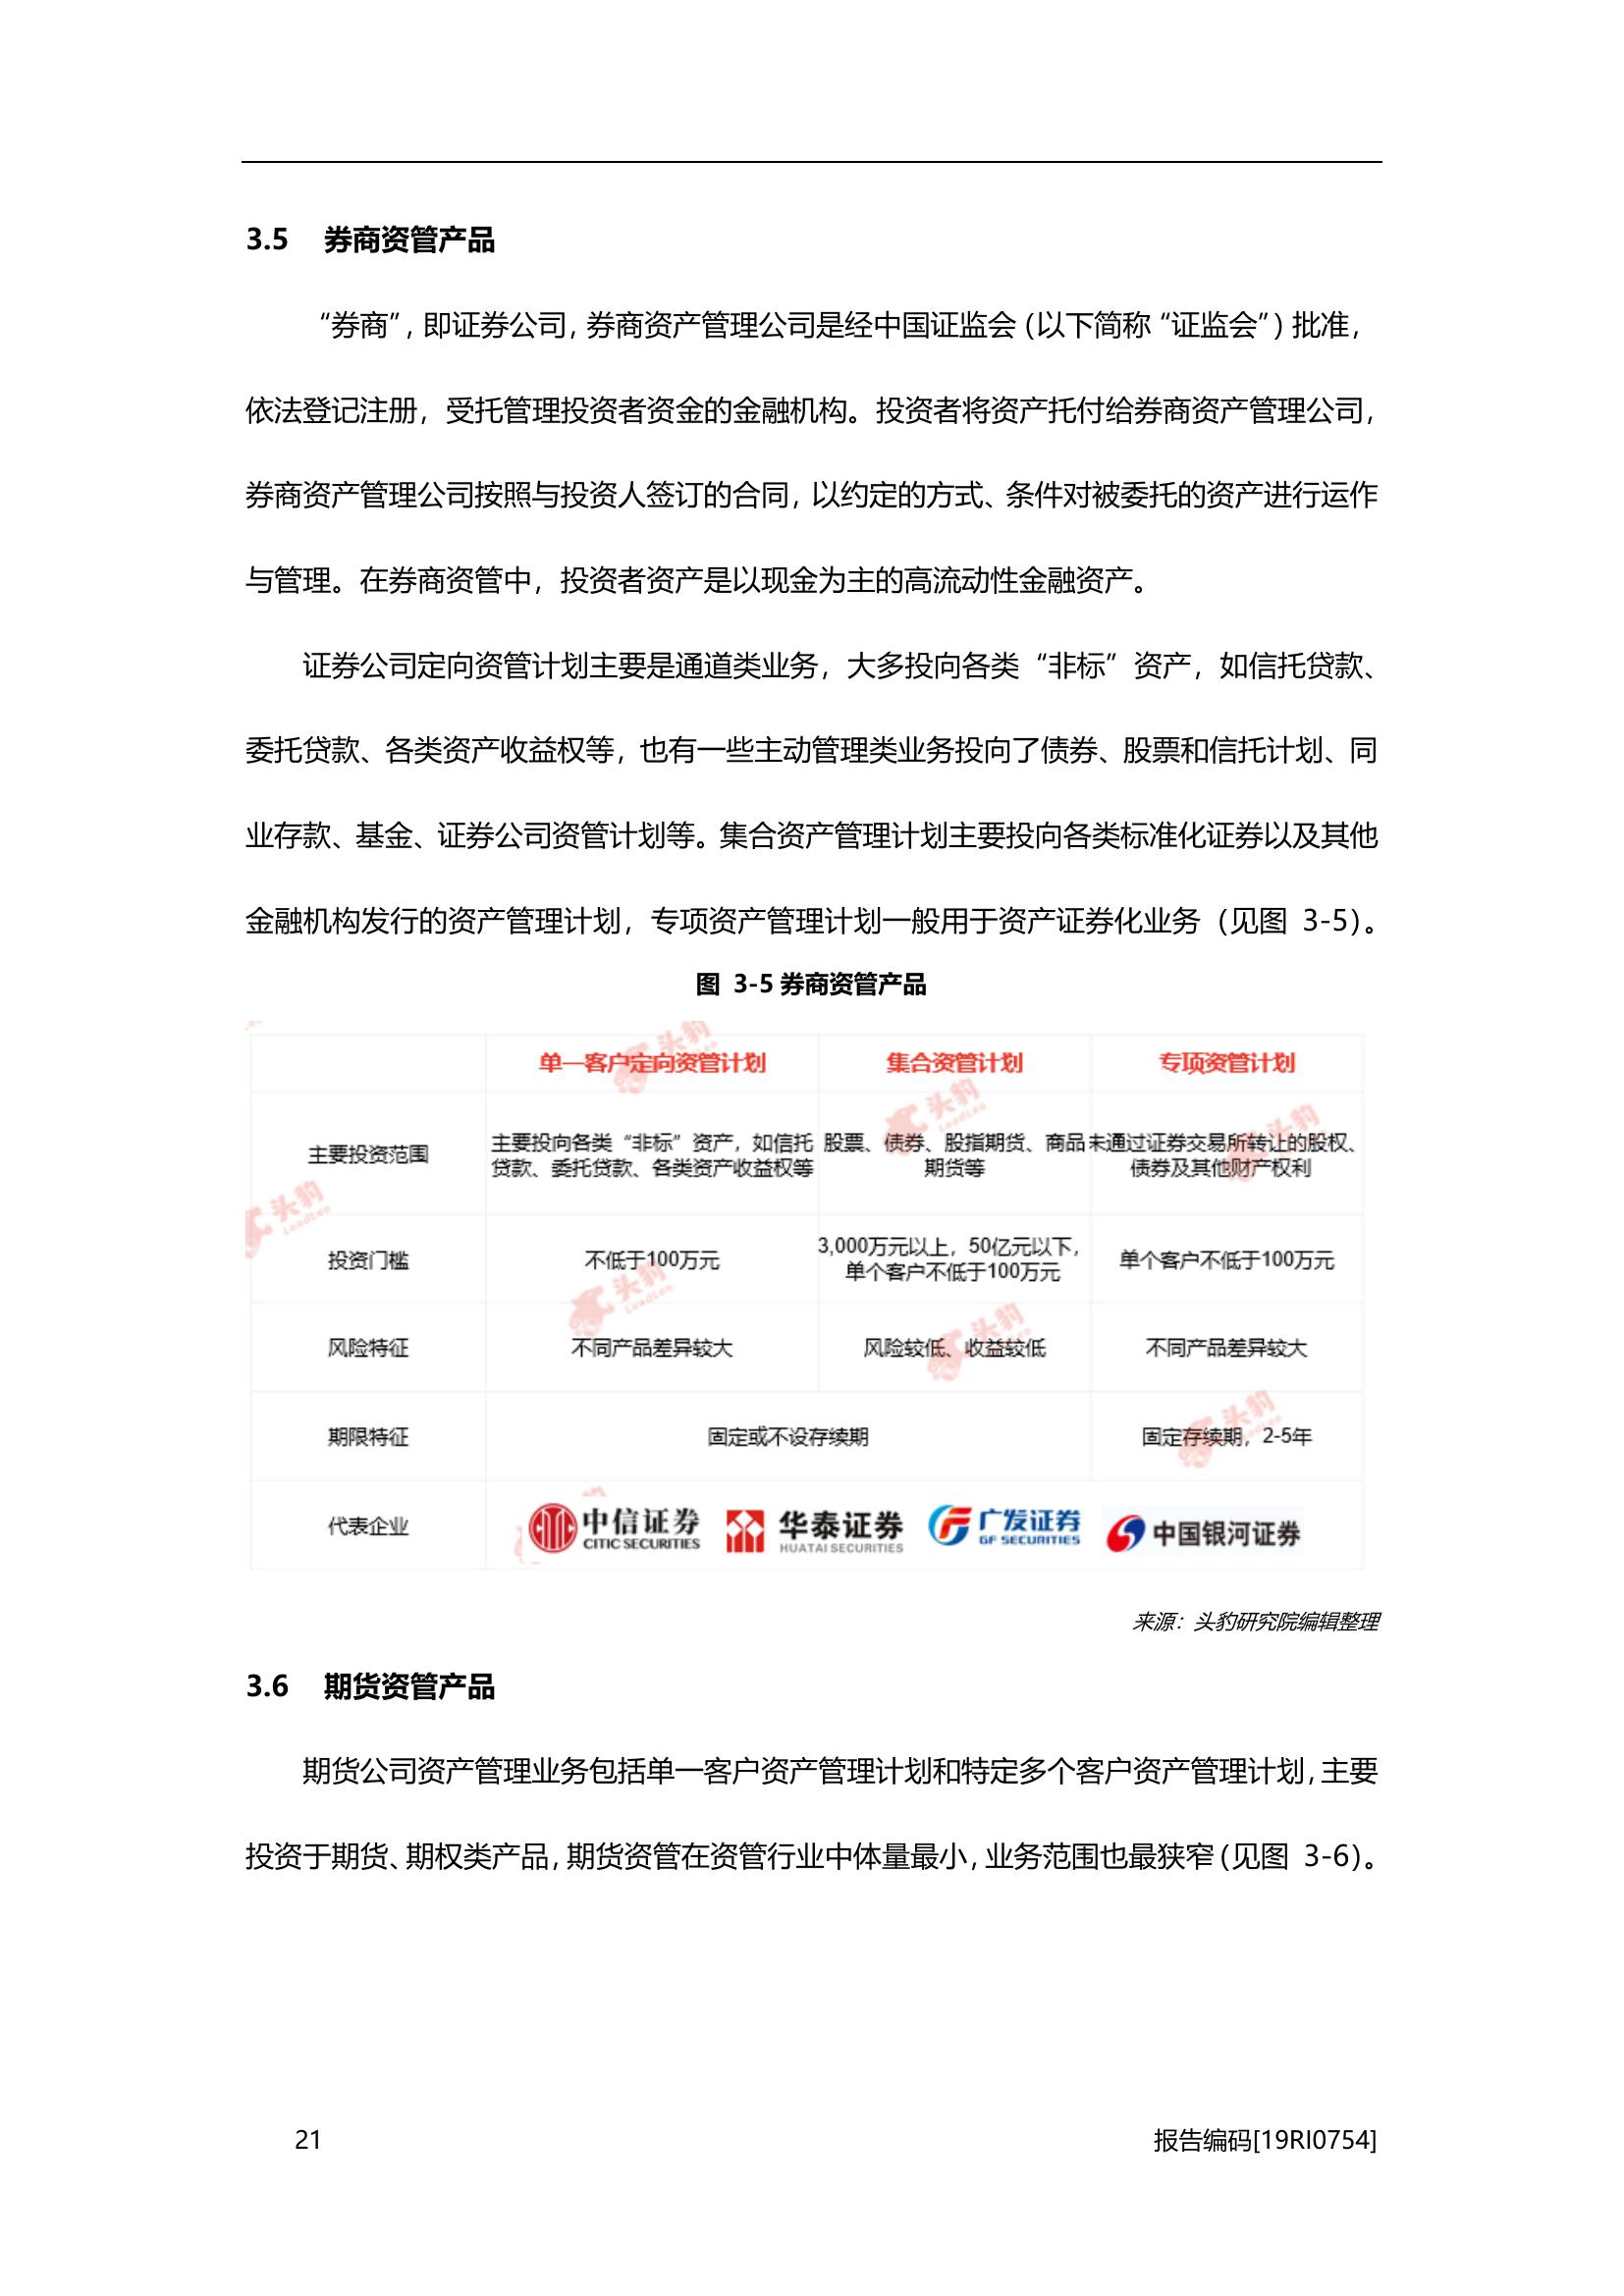 3.5 券商资管产品
“券商”，即证券公司，券商资产管理公司是经中国证监会（以下简称“证监会”）批准，
依法登记注册，受托管理投资者资金的金融机构。投资者将资产托付给券商资产管理公司，
券商资产管理公司按照与投资人签订的合同，以约定的方式、条件对被委托的资产进行运作
与管理。在券商资管中，投资者资产是以现金为主的高流动性金融资产。
证券公司定向资管计划主要是通道类业务，大多投向各类“非标”资产，如信托贷款、
委托贷款、各类资产收益权等，也有一些主动管理类业务投向了债券、股票和信托计划、同
业存款、基金、证券公司资管计划等。集合资产管理计划主要投向各类标准化证券以及其他
金融机构发行的资产管理计划，专项资产管理计划一般用于资产证券化业务（见图 3-5）。
图 3-5 券商资管产品
单一客户定向资管计划 集合资管计划 专项资管计划
主要投资范围
主要投向各类“非标”资产，如信托
贷款、委托贷款、各类资产收益权等
股票、债券、股指期货、商品
期货等
未通过证券交易所转让的股权、
债券及其他财产权利
投资门槛
不低于100万元
3,000万元以上，50亿元以下，
单个客户不低于100万元
单个客户不低于100万元
风险特征 不同产品差异较大 风险较低、收益较低 不同产品差异较大
期限特征 固定或不设存续期 固定存续期，2-5年
代表企业
中信证券
CITIC SECURITIES
华泰证券
HUATAI SECURITIES
广发证券
GF SECURITIES
中国银河证券
头豹
LeadLeo
来源：头豹研究院编辑整理
3.6 期货资管产品
期货公司资产管理业务包括单一客户资产管理计划和特定多个客户资产管理计划，主要
投资于期货、期权类产品，期货资管在资管行业中体量最小，业务范围也最狭窄（见图 3-6）。
21 报告编码[19RI0754]